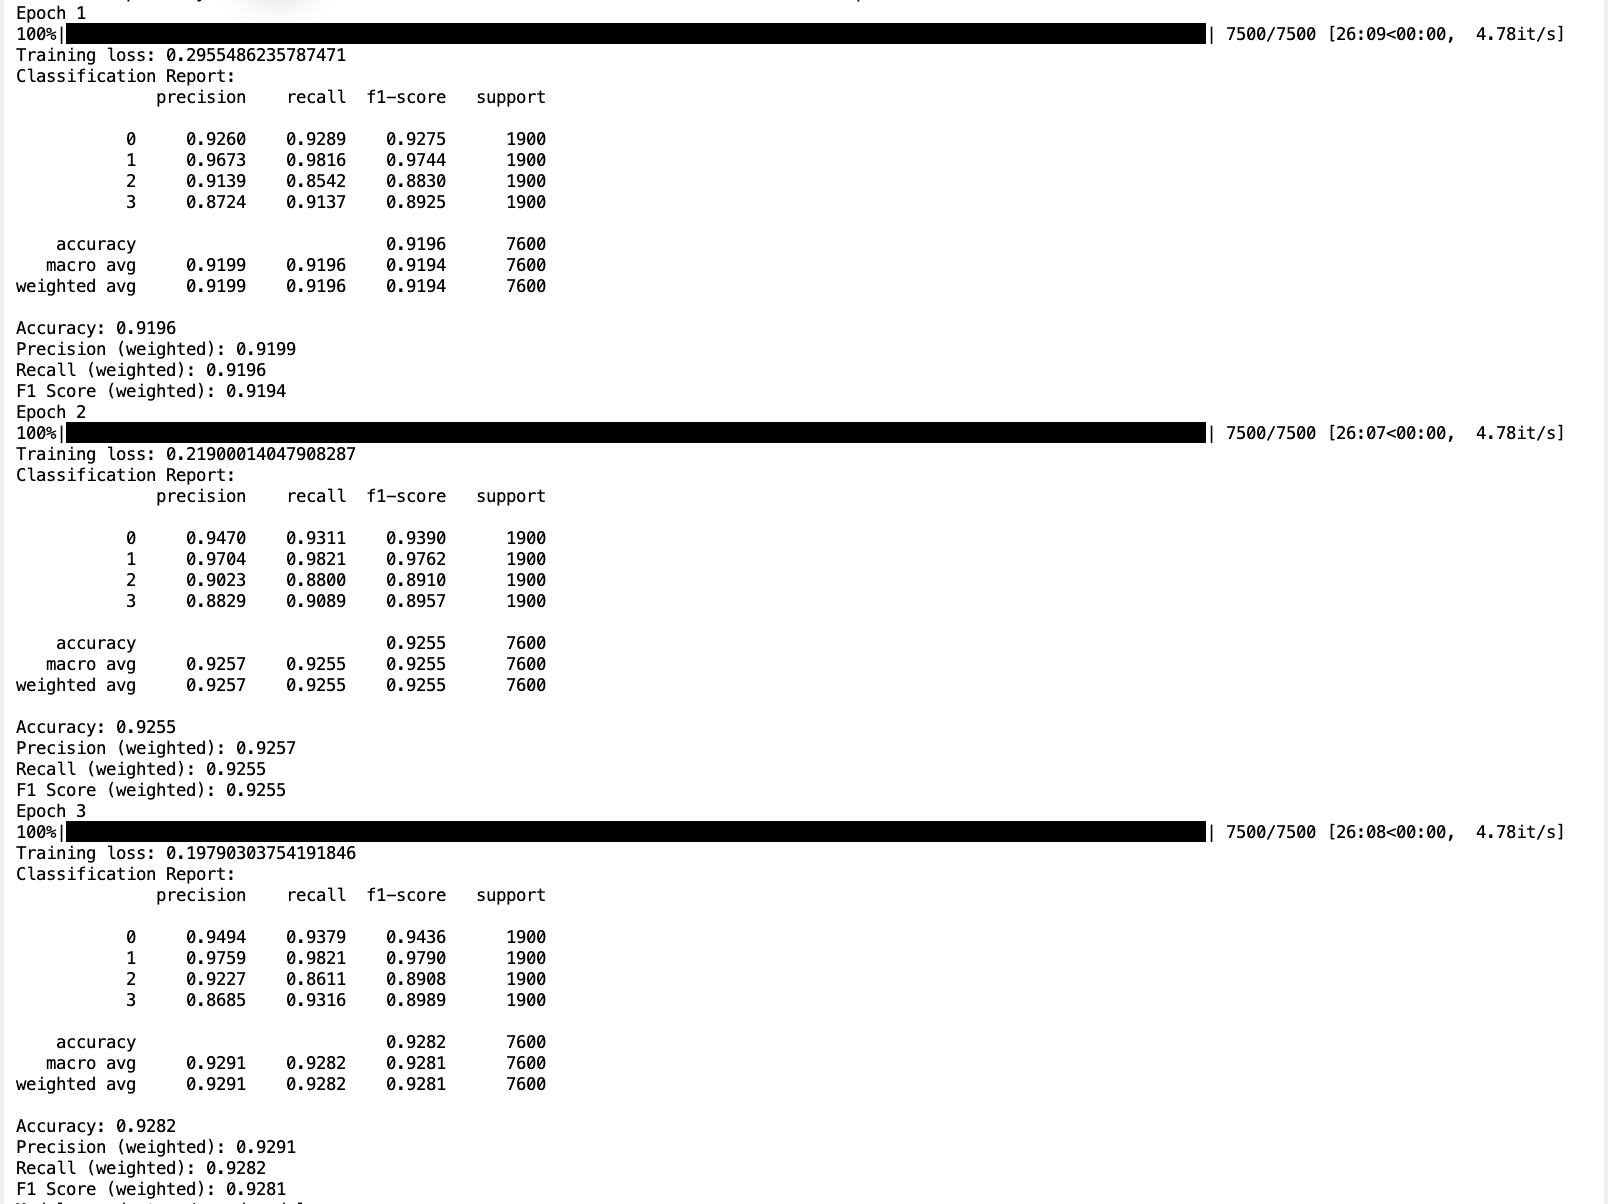 Epoch 1
100%| | 7500/7500 [26:09<00:00,  4.78it/s]
Training loss: 0.2955486235787471
Classification Report:
              precision    recall  f1-score   support

           0     0.9260    0.9289    0.9275      1900
           1     0.9673    0.9816    0.9744      1900
           2     0.9139    0.8542    0.8830      1900
           3     0.8724    0.9137    0.8925      1900

    accuracy                         0.9196      7600
   macro avg     0.9199    0.9196    0.9194      7600
weighted avg     0.9199    0.9196    0.9194      7600

Accuracy: 0.9196
Precision (weighted): 0.9199
Recall (weighted): 0.9196
F1 Score (weighted): 0.9194
Epoch 2
100%| | 7500/7500 [26:07<00:00,  4.78it/s]
Training loss: 0.21900014047908287
Classification Report:
              precision    recall  f1-score   support

           0     0.9470    0.9311    0.9390      1900
           1     0.9704    0.9821    0.9762      1900
           2     0.9023    0.8800    0.8910      1900
           3     0.8829    0.9089    0.8957      1900

    accuracy                         0.9255      7600
   macro avg     0.9257    0.9255    0.9255      7600
weighted avg     0.9257    0.9255    0.9255      7600

Accuracy: 0.9255
Precision (weighted): 0.9257
Recall (weighted): 0.9255
F1 Score (weighted): 0.9255
Epoch 3
100%| | 7500/7500 [26:08<00:00,  4.78it/s]
Training loss: 0.19790303754191846
Classification Report:
              precision    recall  f1-score   support

           0     0.9494    0.9379    0.9436      1900
           1     0.9759    0.9821    0.9790      1900
           2     0.9227    0.8611    0.8908      1900
           3     0.8685    0.9316    0.8989      1900

    accuracy                         0.9282      7600
   macro avg     0.9291    0.9282    0.9281      7600
weighted avg     0.9291    0.9282    0.9281      7600

Accuracy: 0.9282
Precision (weighted): 0.9291
Recall (weighted): 0.9282
F1 Score (weighted): 0.9281